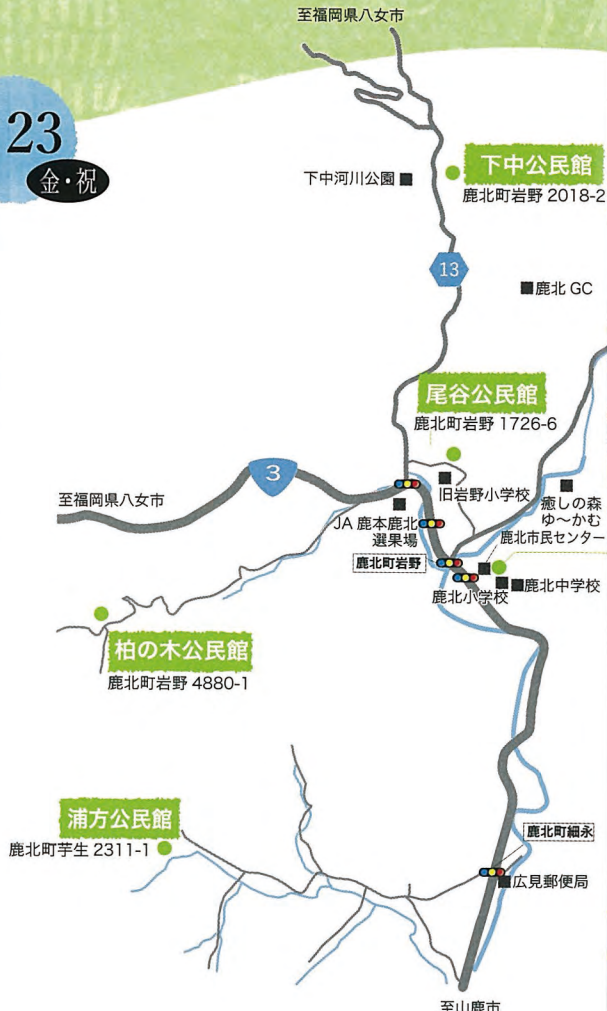 至福岡県八女市
23
金・祝
下中河川公園
下中公民館
鹿北町岩野 2018-2
13
鹿北 GC
尾谷公民館
鹿北町岩野 1726-6
3
至福岡県八女市
旧岩野小学校
癒しの森
ゆ〜かむ
JA 鹿本鹿北
選果場
鹿北市民センター
鹿北町岩野
鹿北小学校
鹿北中学校
柏の木公民館
鹿北町岩野 4880-1
浦方公民館
鹿北町芋生 2311-1
鹿北町細永
広見郵便局
至山鹿市